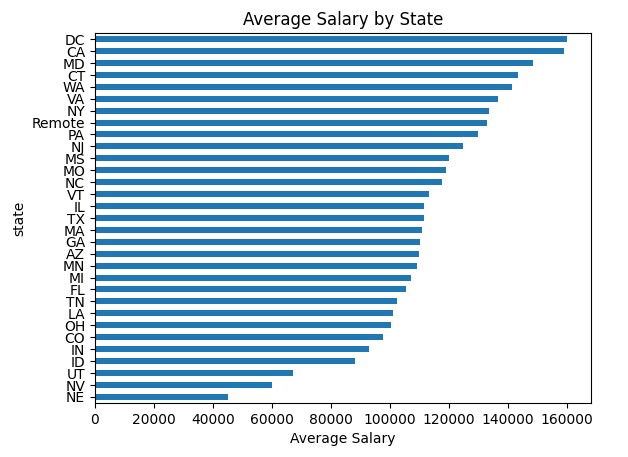 Average Salary by State
DC
CA
MD
CT
WA
VA
NY
Remote
PA
NJ
MS
MO
NC
VT
IL
TX
MA
GA
AZ
MN
MI
FL
TN
LA
OH
CO
IN
ID
UT
NV
NE
state
0 20000 40000 60000 80000 100000 120000 140000 160000
Average Salary